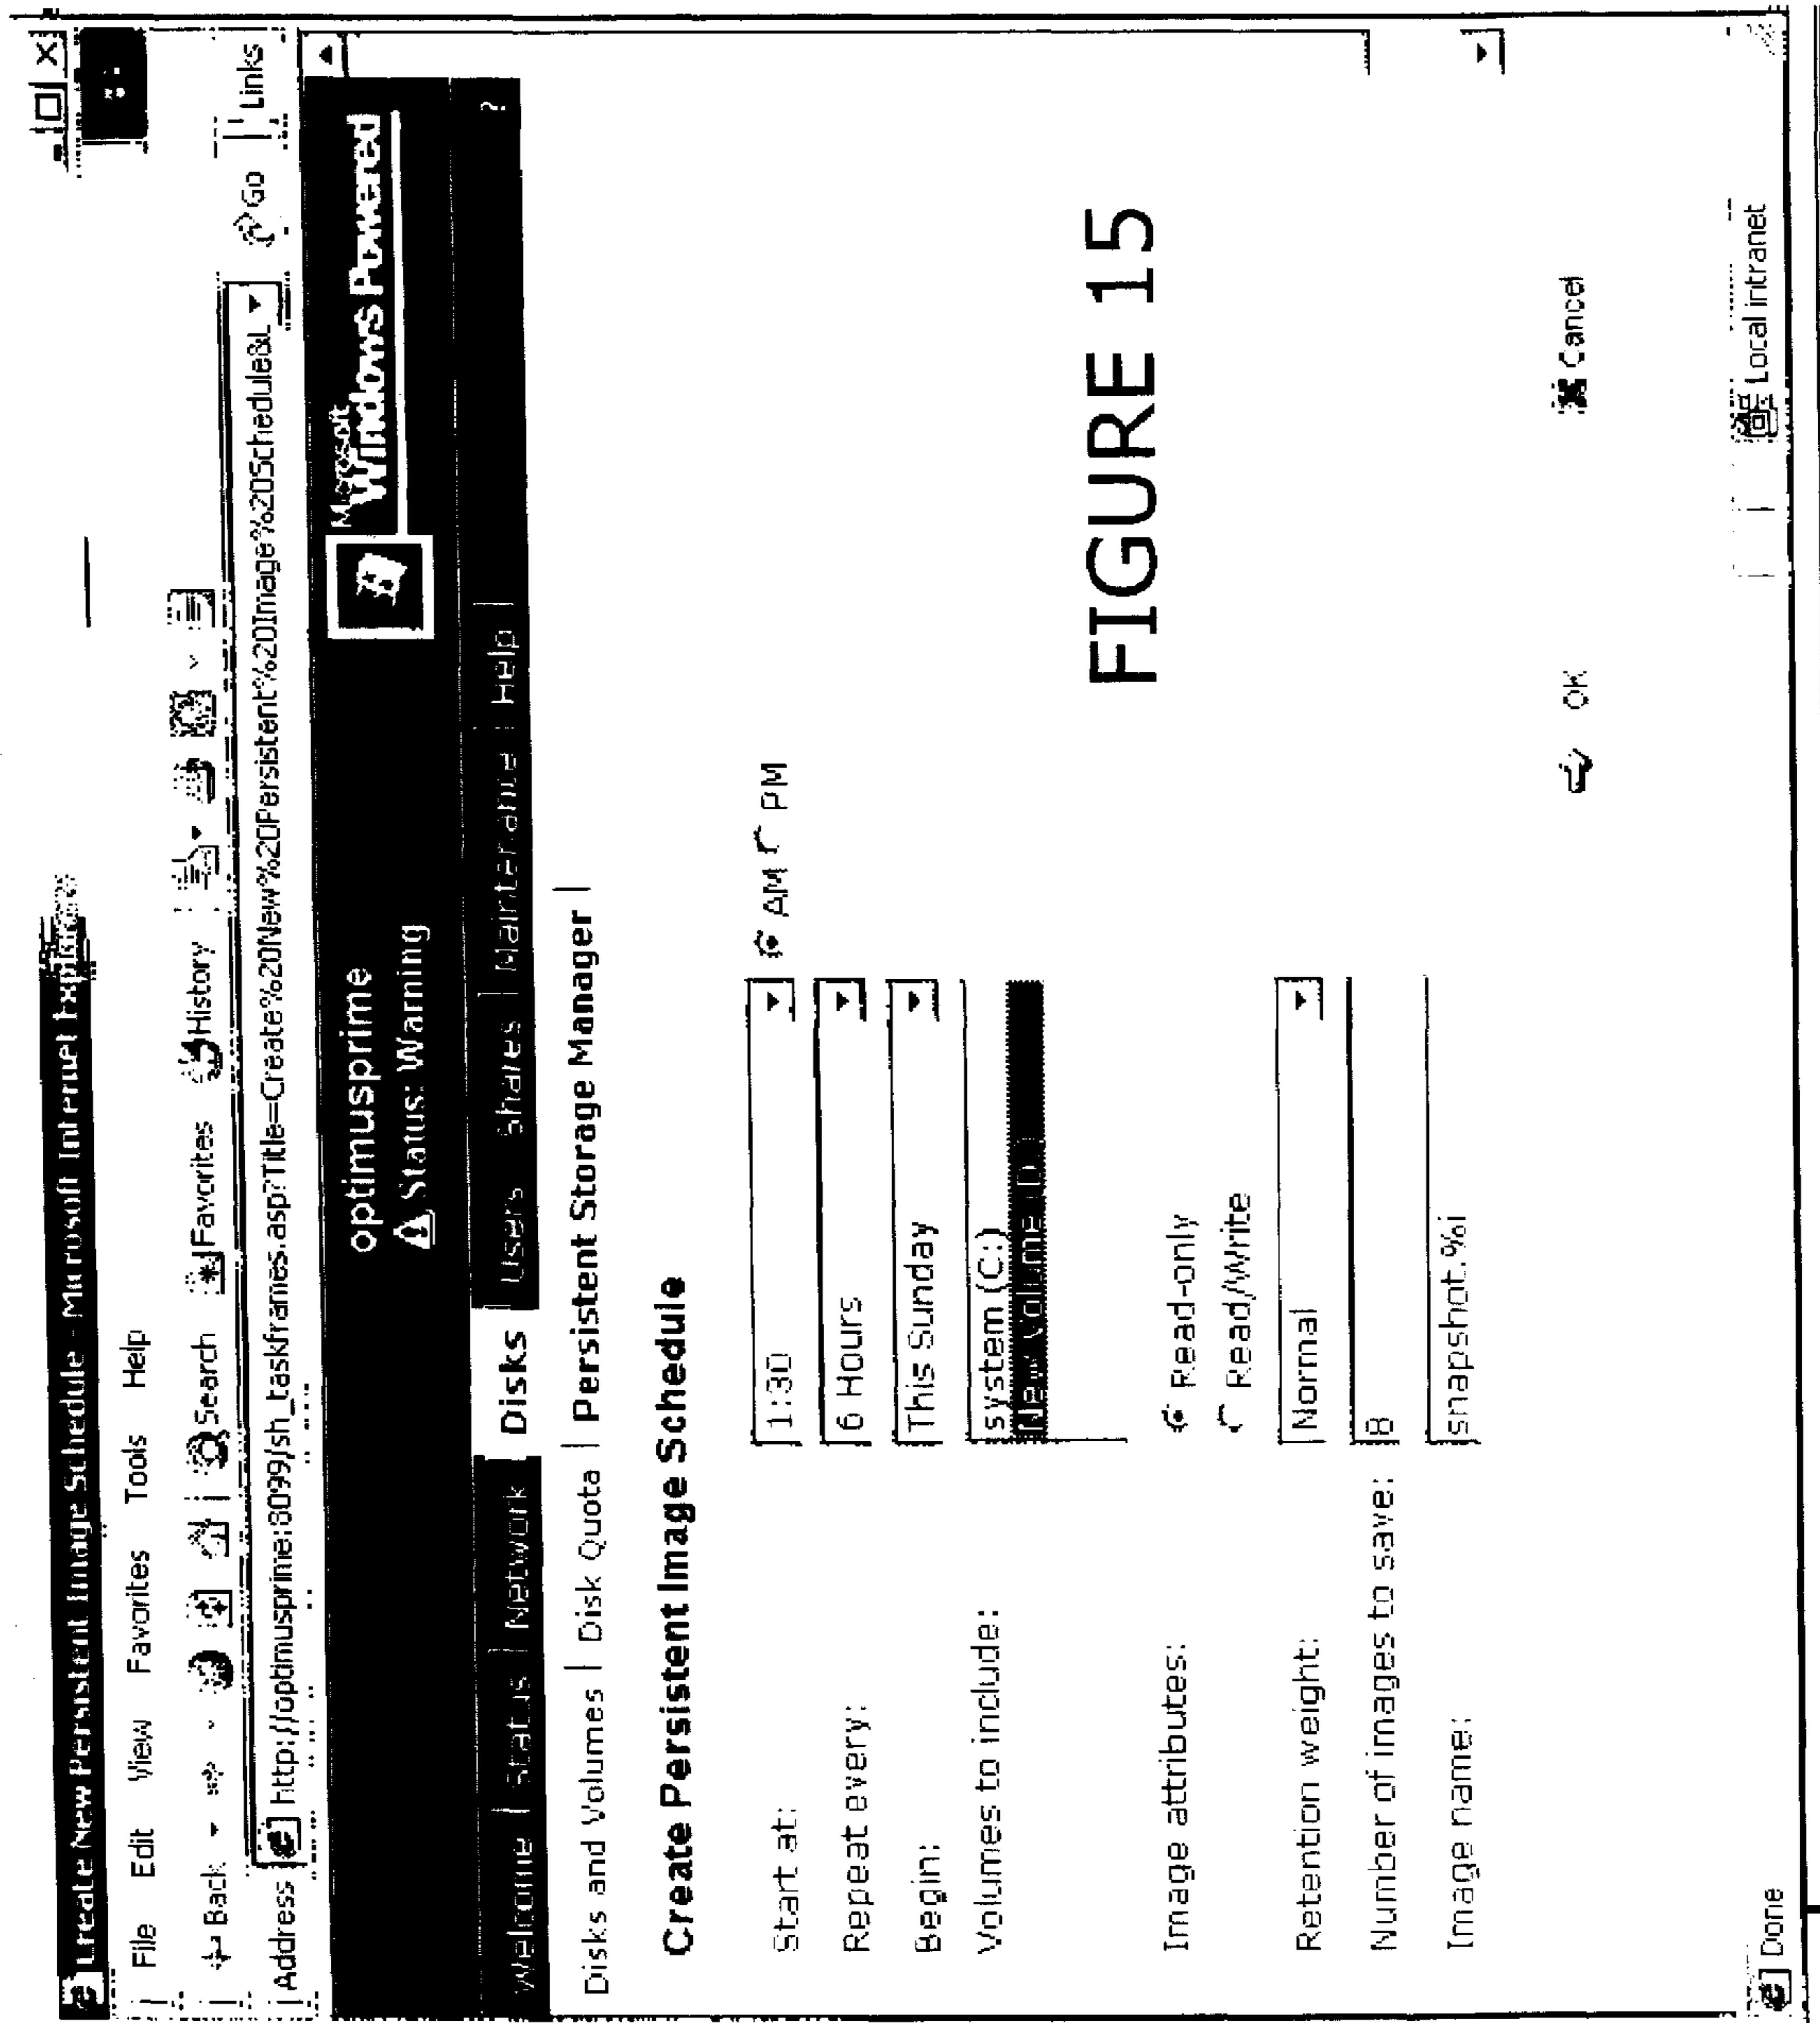 Create New Persistent Image Schedule - Microsoft Internet Explorer
File Edit View Favorites Tools Help
Back Search Favorites History
Address http://optimusprime:8099/sh_taskframes.asp?Title=Create%20New%20Persistent%20Image%20Schedule&L Go Links
optimusprime
Status: Warning
Microsoft
Windows Powered
Welcome | Status | Network | Disks | Users | Shares | Maintenance | Help | ?
Disks and Volumes | Disk Quota | Persistent Storage Manager |
Create Persistent Image Schedule
Start at: 1:30 AM PM
Repeat every: 6 Hours
Begin: This Sunday
Volumes to include: system (C:)
New Volume (D:)
Image attributes: Read-only
Read/Write
Retention weight: Normal
Number of images to save: 8
Image name: snapshot.%i
FIGURE 15
OK Cancel
Done Local intranet